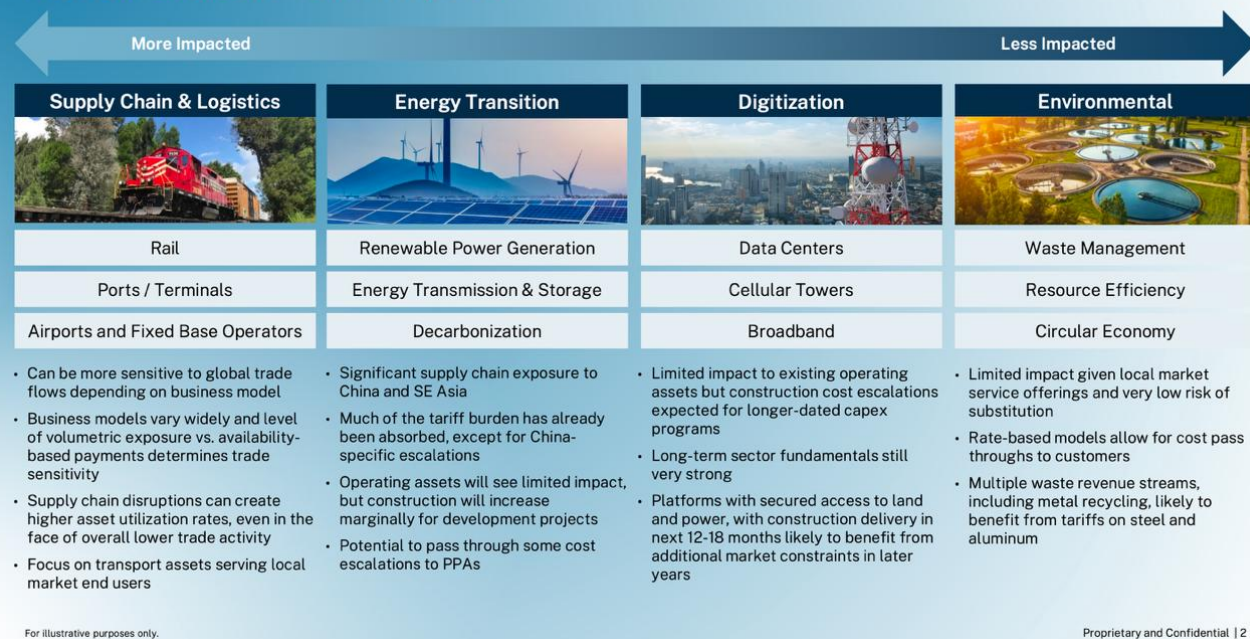 More Impacted
Less Impacted
Supply Chain & Logistics
Rail
Ports / Terminals
Airports and Fixed Base Operators
• Can be more sensitive to global trade
flows depending on business model
• Business models vary widely and level
of volumetric exposure vs. availability-
based payments determines trade
sensitivity
• Supply chain disruptions can create
higher asset utilization rates, even in the
face of overall lower trade activity
• Focus on transport assets serving local
market end users
Energy Transition
Renewable Power Generation
Energy Transmission & Storage
Decarbonization
• Significant supply chain exposure to
China and SE Asia
• Much of the tariff burden has already
been absorbed, except for China-
specific escalations
• Operating assets will see limited impact,
but construction will increase
marginally for development projects
• Potential to pass through some cost
escalations to PPAs
Digitization
Data Centers
Cellular Towers
Broadband
• Limited impact to existing operating
assets but construction cost escalations
expected for longer-dated capex
programs
• Long-term sector fundamentals still
very strong
• Platforms with secured access to land
and power, with construction delivery in
next 12-18 months likely to benefit from
additional market constraints in later
years
Environmental
Waste Management
Resource Efficiency
Circular Economy
• Limited impact given local market
service offerings and very low risk of
substitution
• Rate-based models allow for cost pass
throughs to customers
• Multiple waste revenue streams,
including metal recycling, likely to
benefit from tariffs on steel and
aluminum
For illustrative purposes only.
Proprietary and Confidential | 2